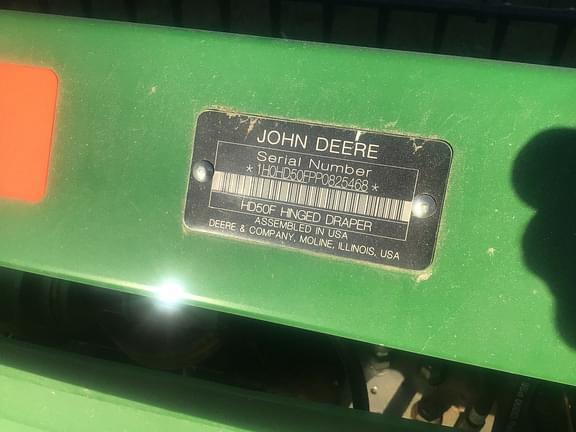 JOHN DEERE
Serial Number
*1H0HD50FPP0825468*
HD50F HINGED DRAPER
ASSEMBLED IN USA
DEERE & COMPANY, MOLINE, ILLINOIS, USA